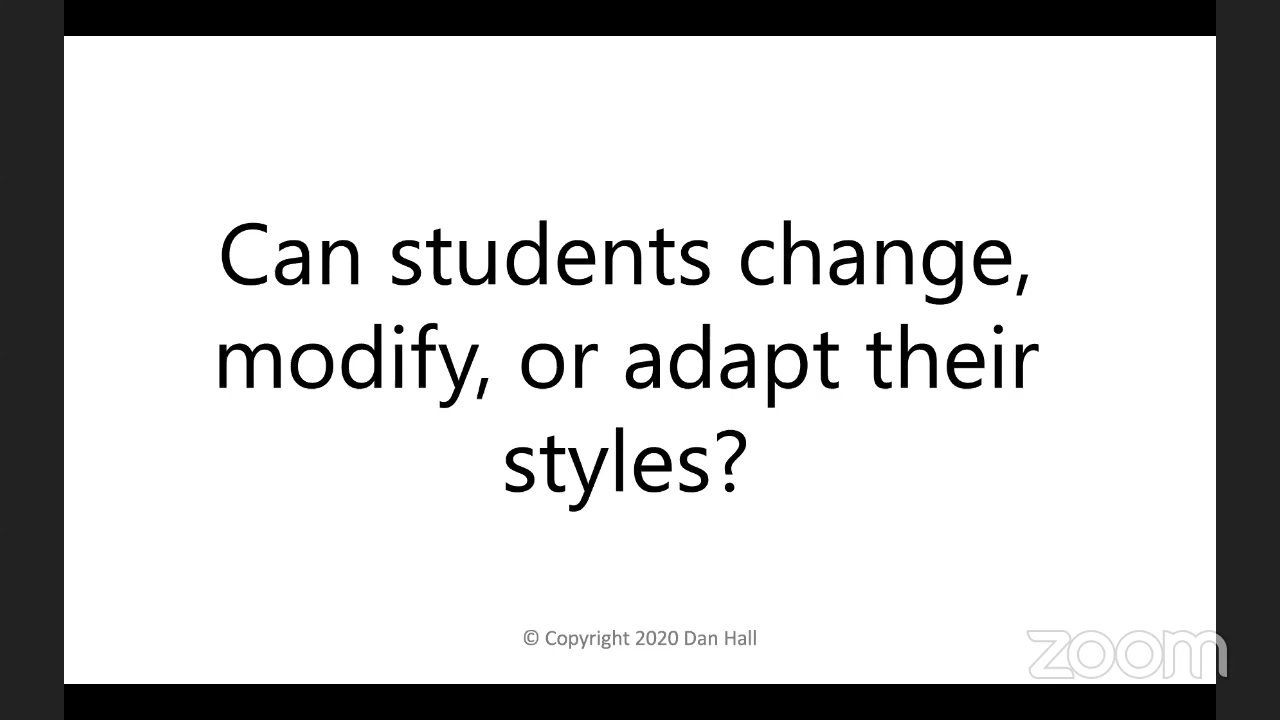 Can students change,
modify, or adapt their
styles?
© Copyright 2020 Dan Hall
zoom